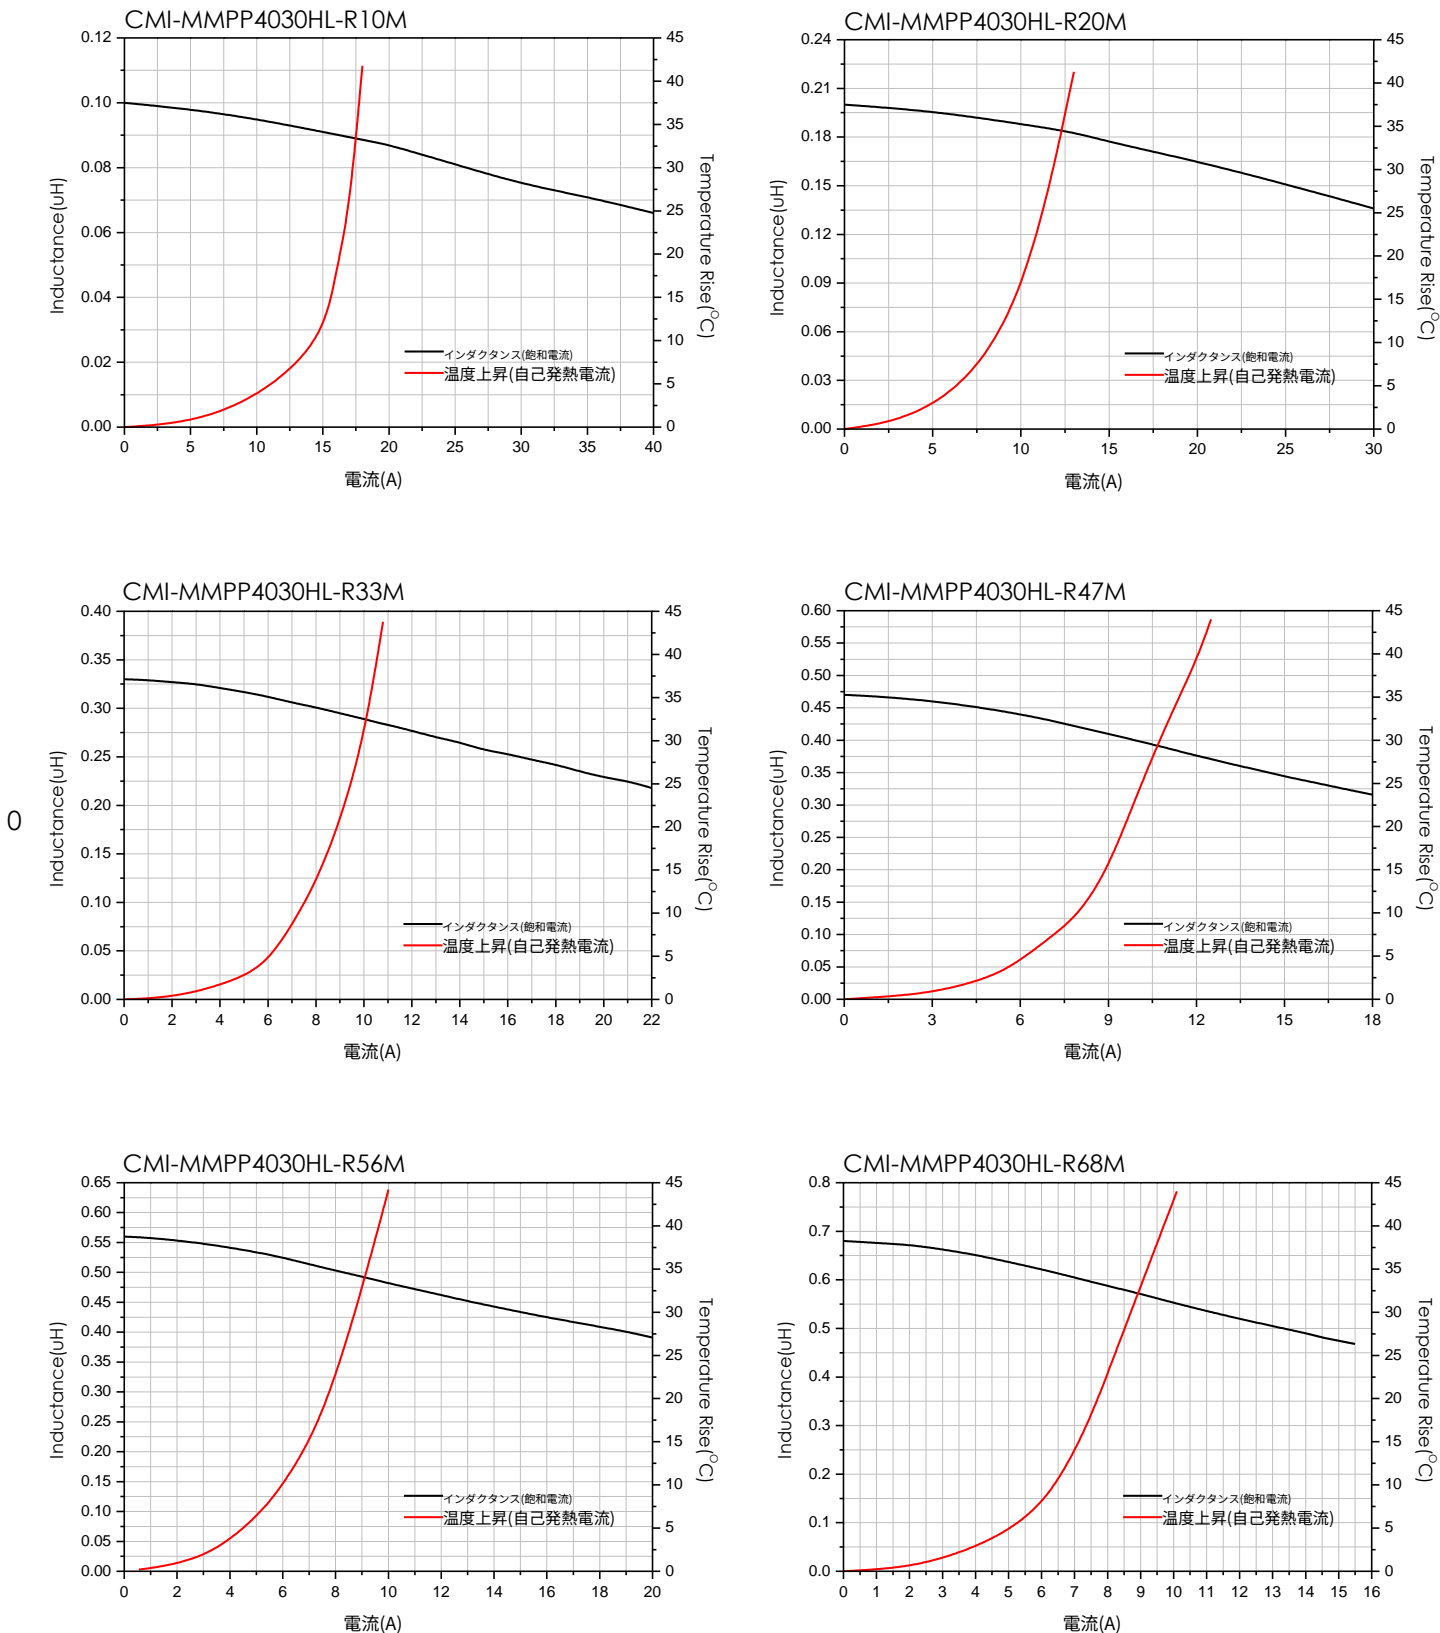 CMI-MMPP4030HL-R10M
0.12
0.10
0.08
0.06
0.04
0.02
0.00
Inductance(uH)
45
40
35
30
25
20
15
10
5
0
Temperature Rise(°C)
インダクタンス(飽和電流)
温度上昇(自己発熱電流)
0 5 10 15 20 25 30 35 40
電流(A)
CMI-MMPP4030HL-R20M
0.24
0.21
0.18
0.15
0.12
0.09
0.06
0.03
0.00
Inductance(uH)
45
40
35
30
25
20
15
10
5
0
Temperature Rise(°C)
インダクタンス(飽和電流)
温度上昇(自己発熱電流)
0 5 10 15 20 25 30
電流(A)
0
CMI-MMPP4030HL-R33M
0.40
0.35
0.30
0.25
0.20
0.15
0.10
0.05
0.00
Inductance(uH)
45
40
35
30
25
20
15
10
5
0
Temperature Rise(°C)
インダクタンス(飽和電流)
温度上昇(自己発熱電流)
0 2 4 6 8 10 12 14 16 18 20 22
電流(A)
CMI-MMPP4030HL-R47M
0.60
0.55
0.50
0.45
0.40
0.35
0.30
0.25
0.20
0.15
0.10
0.05
0.00
Inductance(uH)
45
40
35
30
25
20
15
10
5
0
Temperature Rise(°C)
インダクタンス(飽和電流)
温度上昇(自己発熱電流)
0 3 6 9 12 15 18
電流(A)
CMI-MMPP4030HL-R56M
0.65
0.60
0.55
0.50
0.45
0.40
0.35
0.30
0.25
0.20
0.15
0.10
0.05
0.00
Inductance(uH)
45
40
35
30
25
20
15
10
5
0
Temperature Rise(°C)
インダクタンス(飽和電流)
温度上昇(自己発熱電流)
0 2 4 6 8 10 12 14 16 18 20
電流(A)
CMI-MMPP4030HL-R68M
0.8
0.7
0.6
0.5
0.4
0.3
0.2
0.1
0.0
Inductance(uH)
45
40
35
30
25
20
15
10
5
0
Temperature Rise(°C)
インダクタンス(飽和電流)
温度上昇(自己発熱電流)
0 1 2 3 4 5 6 7 8 9 10 11 12 13 14 15 16
電流(A)